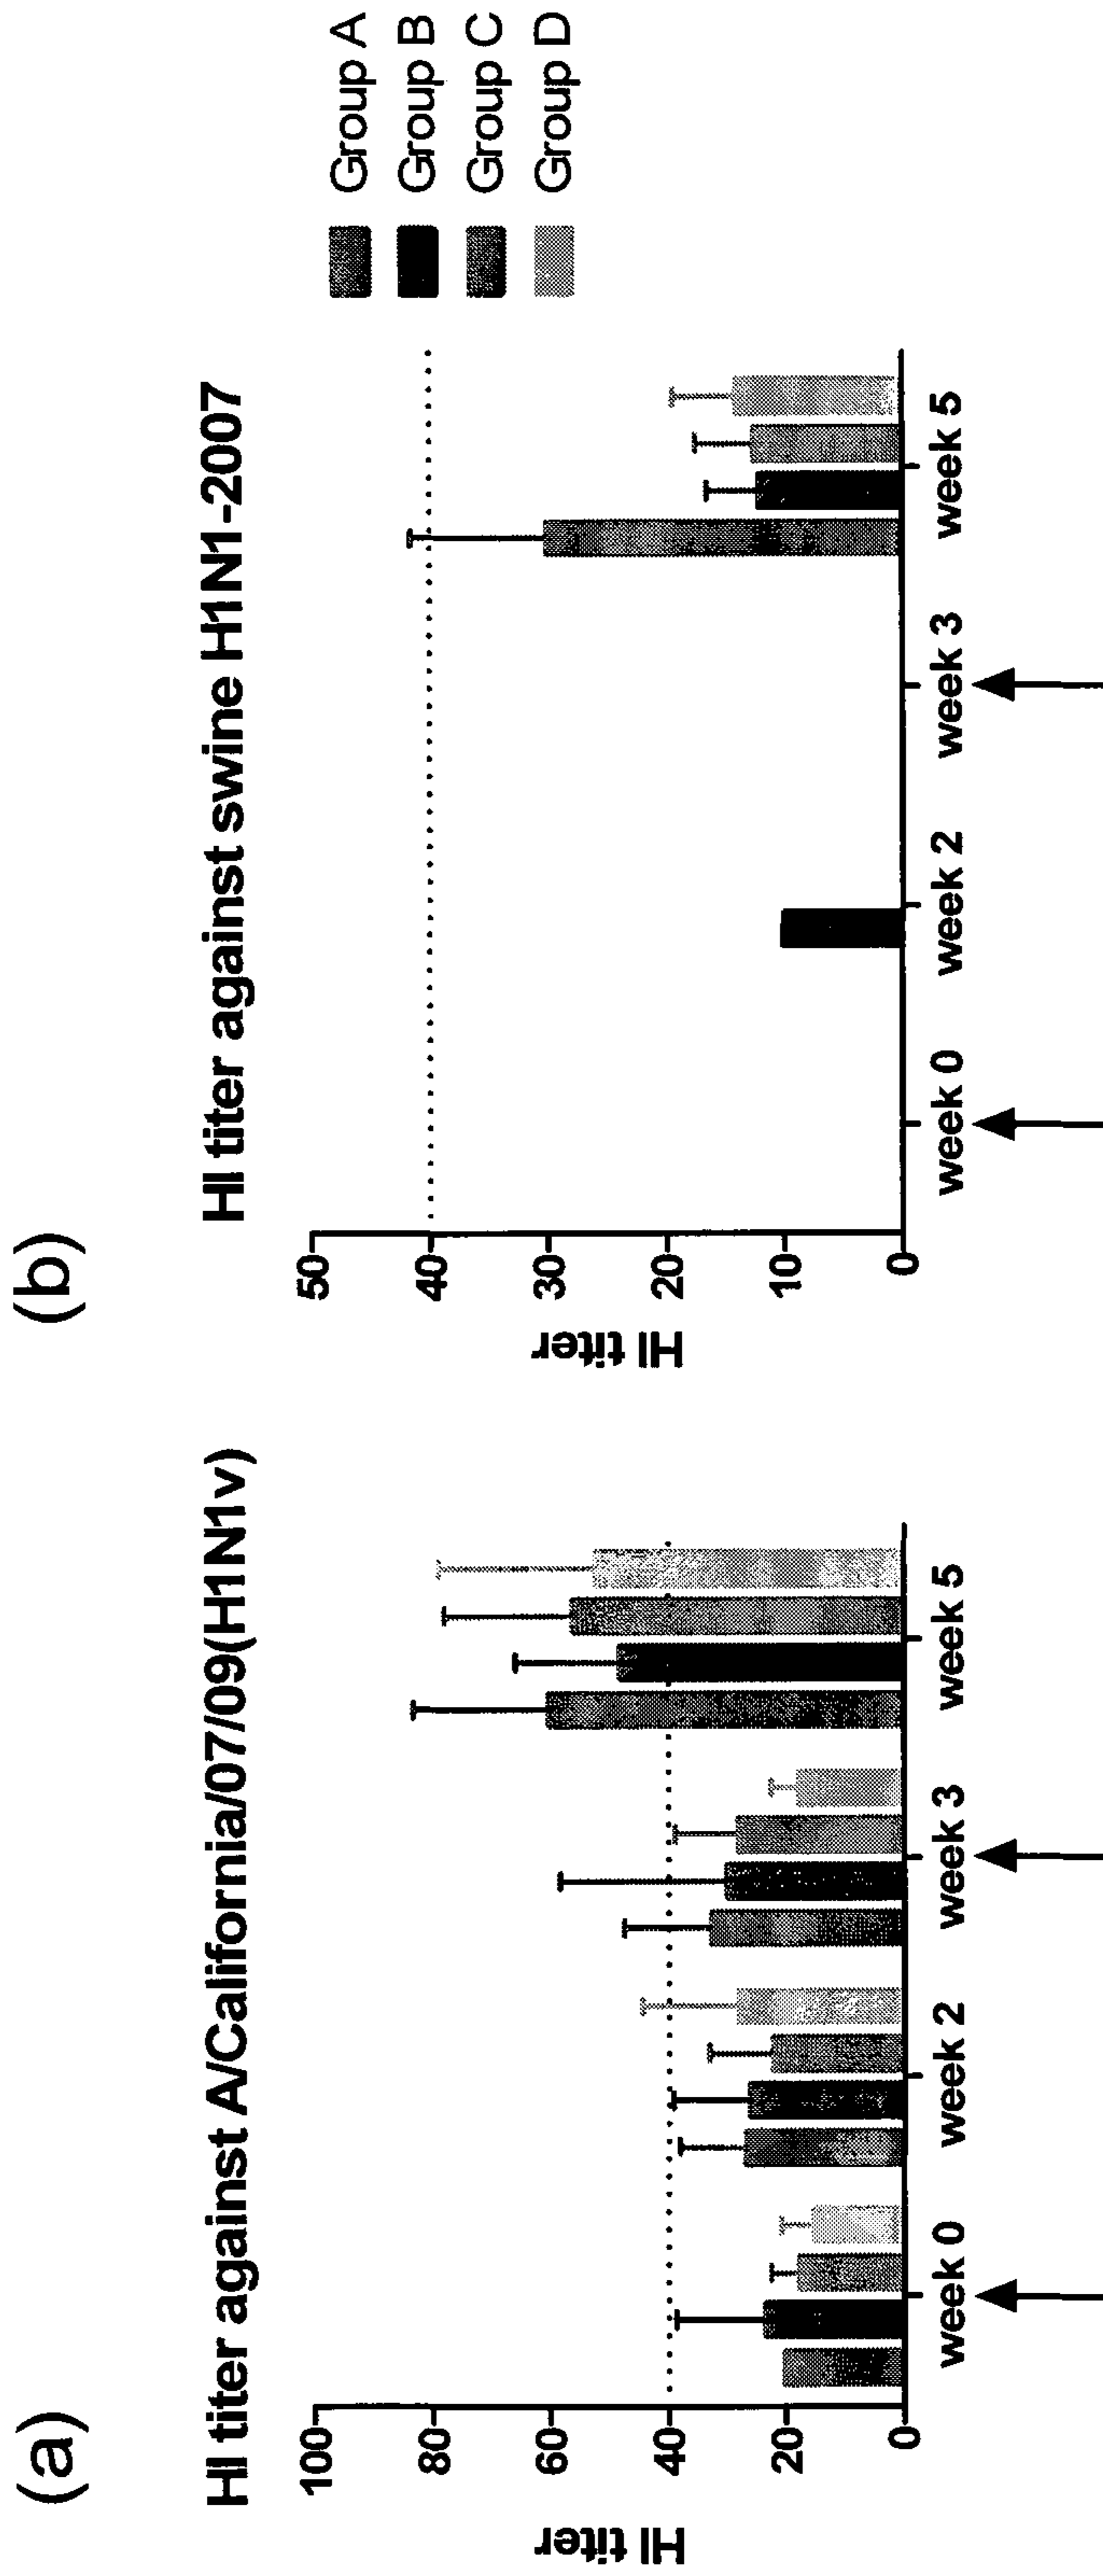 (a)
HI titer against A/California/07/09(H1N1v)
100
80
60
40
20
0
HI titer
week 0
week 2
week 3
week 5
(b)
HI titer against swine H1N1-2007
50
40
30
20
10
0
HI titer
week 0
week 2
week 3
week 5
Group A
Group B
Group C
Group D